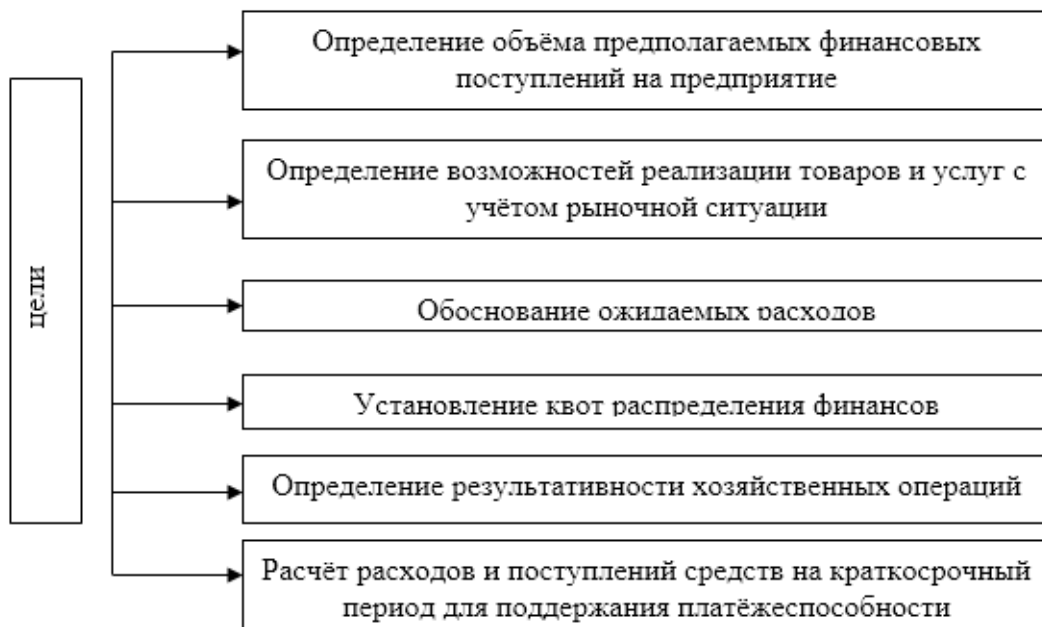 цели
Определение объёма предполагаемых финансовых
поступлений на предприятие
Определение возможностей реализации товаров и услуг с
учётом рыночной ситуации
Обоснование ожидаемых расходов
Установление квот распределения финансов
Определение результативности хозяйственных операций
Расчёт расходов и поступлений средств на краткосрочный
период для поддержания платёжеспособности